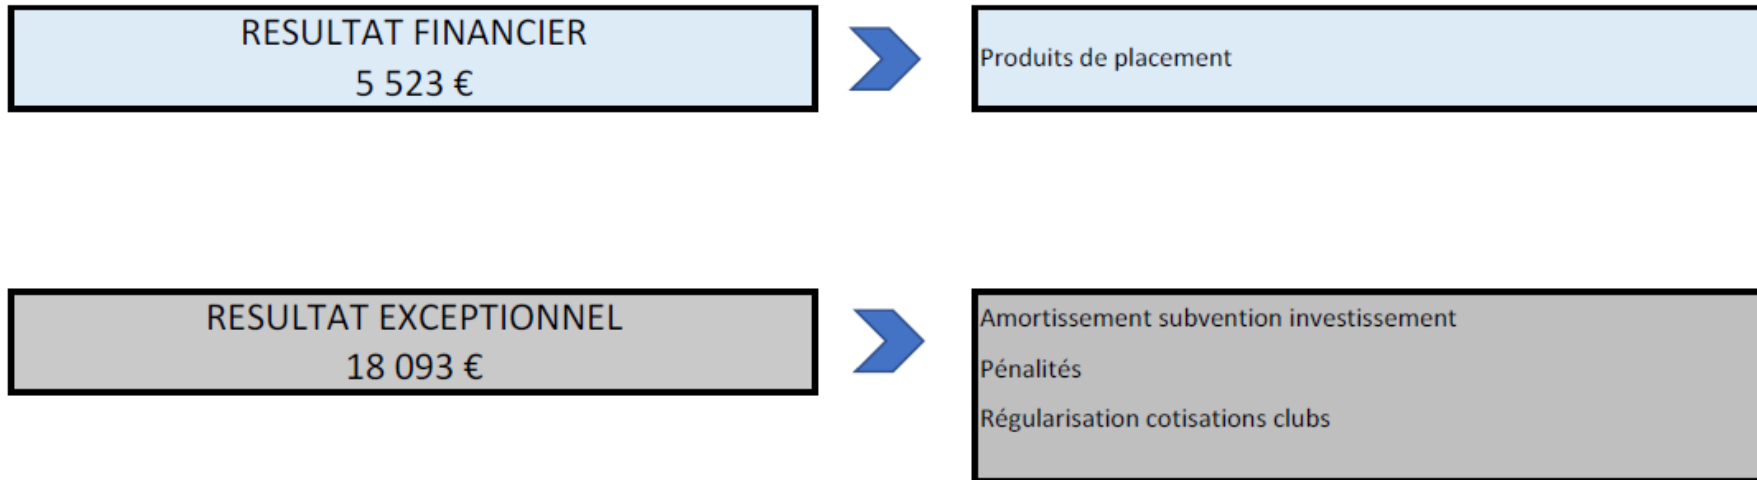 RESULTAT FINANCIER
5 523 €
Produits de placement
RESULTAT EXCEPTIONNEL
18 093 €
Amortissement subvention investissement
Pénalités
Régularisation cotisations clubs